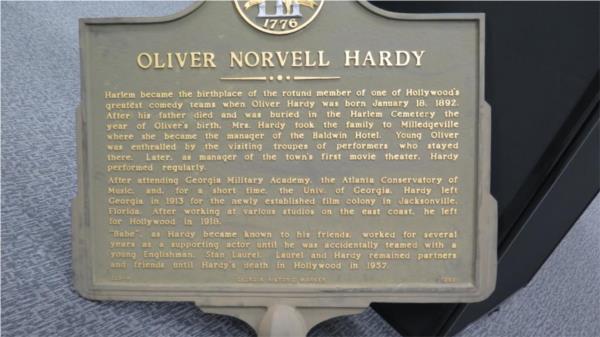 1776
OLIVER NORVELL HARDY
Harlem became the birthplace of the rotund member of one of Hollywood's
greatest comedy teams when Oliver Hardy was born January 18, 1892.
After his father died and was buried in the Harlem Cemetery the
year of Oliver's birth, Mrs. Hardy took the family to Milledgeville
where she became the manager of the Baldwin Hotel. Young Oliver
was enthralled by the visiting troupes of performers who stayed
there. Later, as manager of the town's first movie theater, Hardy
performed regularly.
After attending Georgia Military Academy, the Atlanta Conservatory of
Music, and, for a short time, the Univ. of Georgia, Hardy left
Georgia in 1913 for the newly established film colony in Jacksonville,
Florida. After working at various studios on the east coast, he left
for Hollywood in 1918.
"Babe", as Hardy became known to his friends, worked for several
years as a supporting actor until he was accidentally teamed with a
young Englishman, Stan Laurel. Laurel and Hardy remained partners
and friends until Hardy's death in Hollywood in 1957.
GEORGIA HISTORIC MARKER